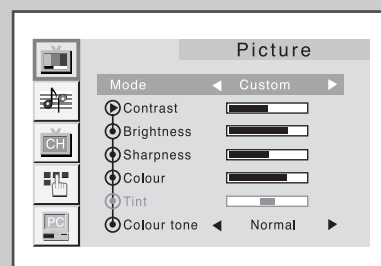 Picture
Mode Custom
Contrast
Brightness
Sharpness
CH
Colour
Tint
PC
Colour tone Normal